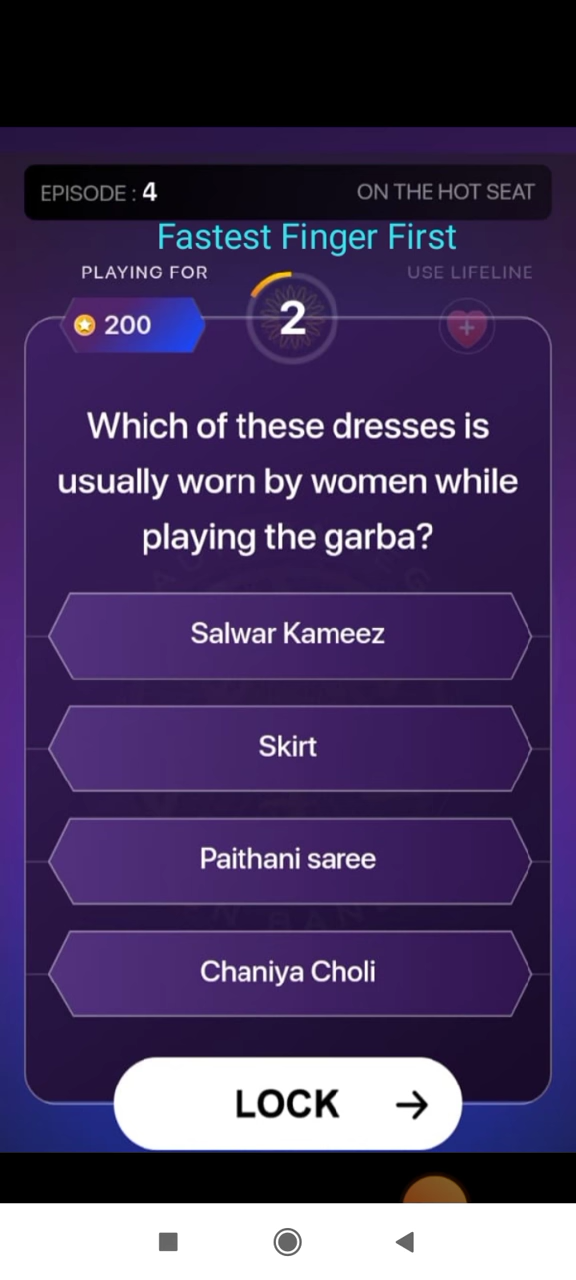 EPISODE : 4
ON THE HOT SEAT
Fastest Finger First
PLAYING FOR
USE LIFELINE
200
2
Which of these dresses is
usually worn by women while
playing the garba?
Salwar Kameez
Skirt
Paithani saree
Chaniya Choli
LOCK